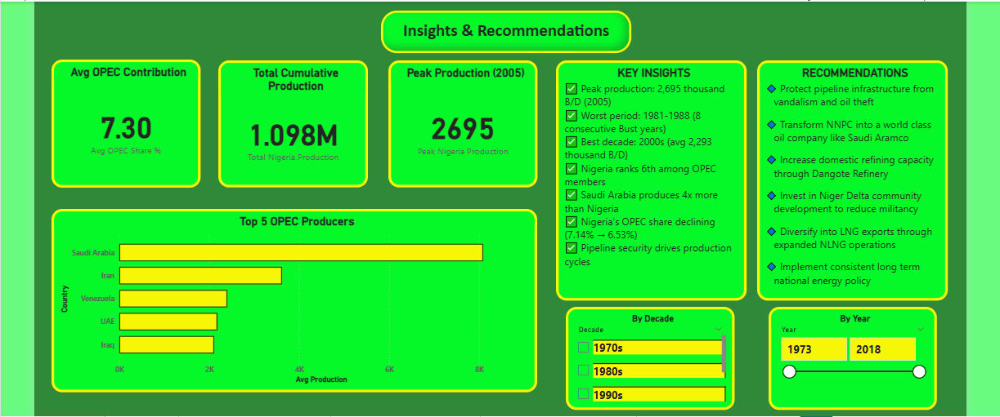 Insights & Recommendations
Avg OPEC Contribution
7.30
Avg OPEC Share %
Total Cumulative
Production
1.098M
Total Nigeria Production
Peak Production (2005)
2695
Peak Nigeria Production
KEY INSIGHTS
✅ Peak production: 2,695 thousand
B/D (2005)
✅ Worst period: 1981-1988 (8
consecutive Bust years)
✅ Best decade: 2000s (avg 2,293
thousand B/D)
✅ Nigeria ranks 6th among OPEC
members
✅ Saudi Arabia produces 4x more
than Nigeria
✅ Nigeria's OPEC share declining
(7.14% → 6.53%)
✅ Pipeline security drives production
cycles
RECOMMENDATIONS
🔹 Protect pipeline infrastructure from
vandalism and oil theft
🔹 Transform NNPC into a world class
oil company like Saudi Aramco
🔹 Increase domestic refining capacity
through Dangote Refinery
🔹 Invest in Niger Delta community
development to reduce militancy
🔹 Diversify into LNG exports through
expanded NLNG operations
🔹 Implement consistent long term
national energy policy
Top 5 OPEC Producers
Country
Saudi Arabia
Iran
Venezuela
UAE
Iraq
0K 2K 4K 6K 8K
Avg Production
By Decade
Decade
1970s
1980s
1990s
By Year
Year
1973 2018